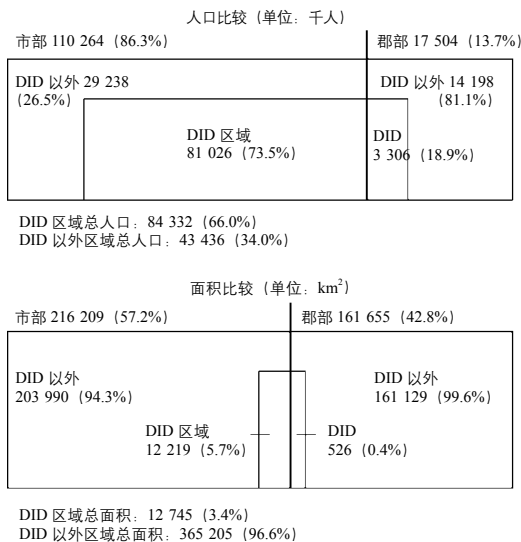 人口比较（单位：千人）
市部 110 264（86.3%）
郡部 17 504（13.7%）
DID 以外 29 238
（26.5%）
DID 以外 14 198
（81.1%）
DID 区域
81 026（73.5%）
DID
3 306（18.9%）
DID 区域总人口：84 332（66.0%）
DID 以外区域总人口：43 436（34.0%）
面积比较（单位：km²）
市部 216 209（57.2%）
郡部 161 655（42.8%）
DID 以外
203 990（94.3%）
DID 以外
161 129（99.6%）
DID 区域
12 219（5.7%）
DID
526（0.4%）
DID 区域总面积：12 745（3.4%）
DID 以外区域总面积：365 205（96.6%）